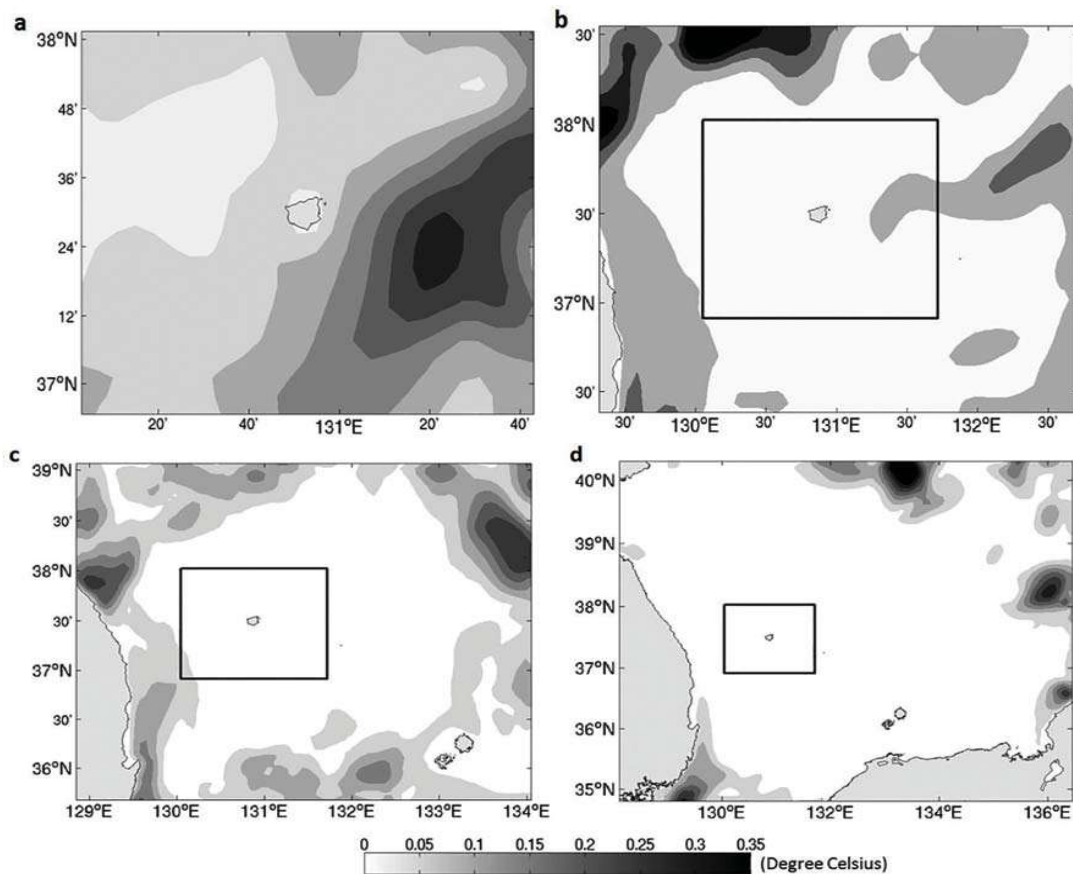 a
38°N
48'
36'
24'
12'
37°N
20' 40' 131°E 20' 40'
b
30'
38°N
30'
37°N
30'
30' 130°E 30' 131°E 30' 132°E 30'
c
39°N
30'
38°N
30'
37°N
30'
36°N
129°E 130°E 131°E 132°E 133°E 134°E
d
40°N
39°N
38°N
37°N
36°N
35°N
130°E 132°E 134°E 136°E
0 0.05 0.1 0.15 0.2 0.25 0.3 0.35
(Degree Celsius)